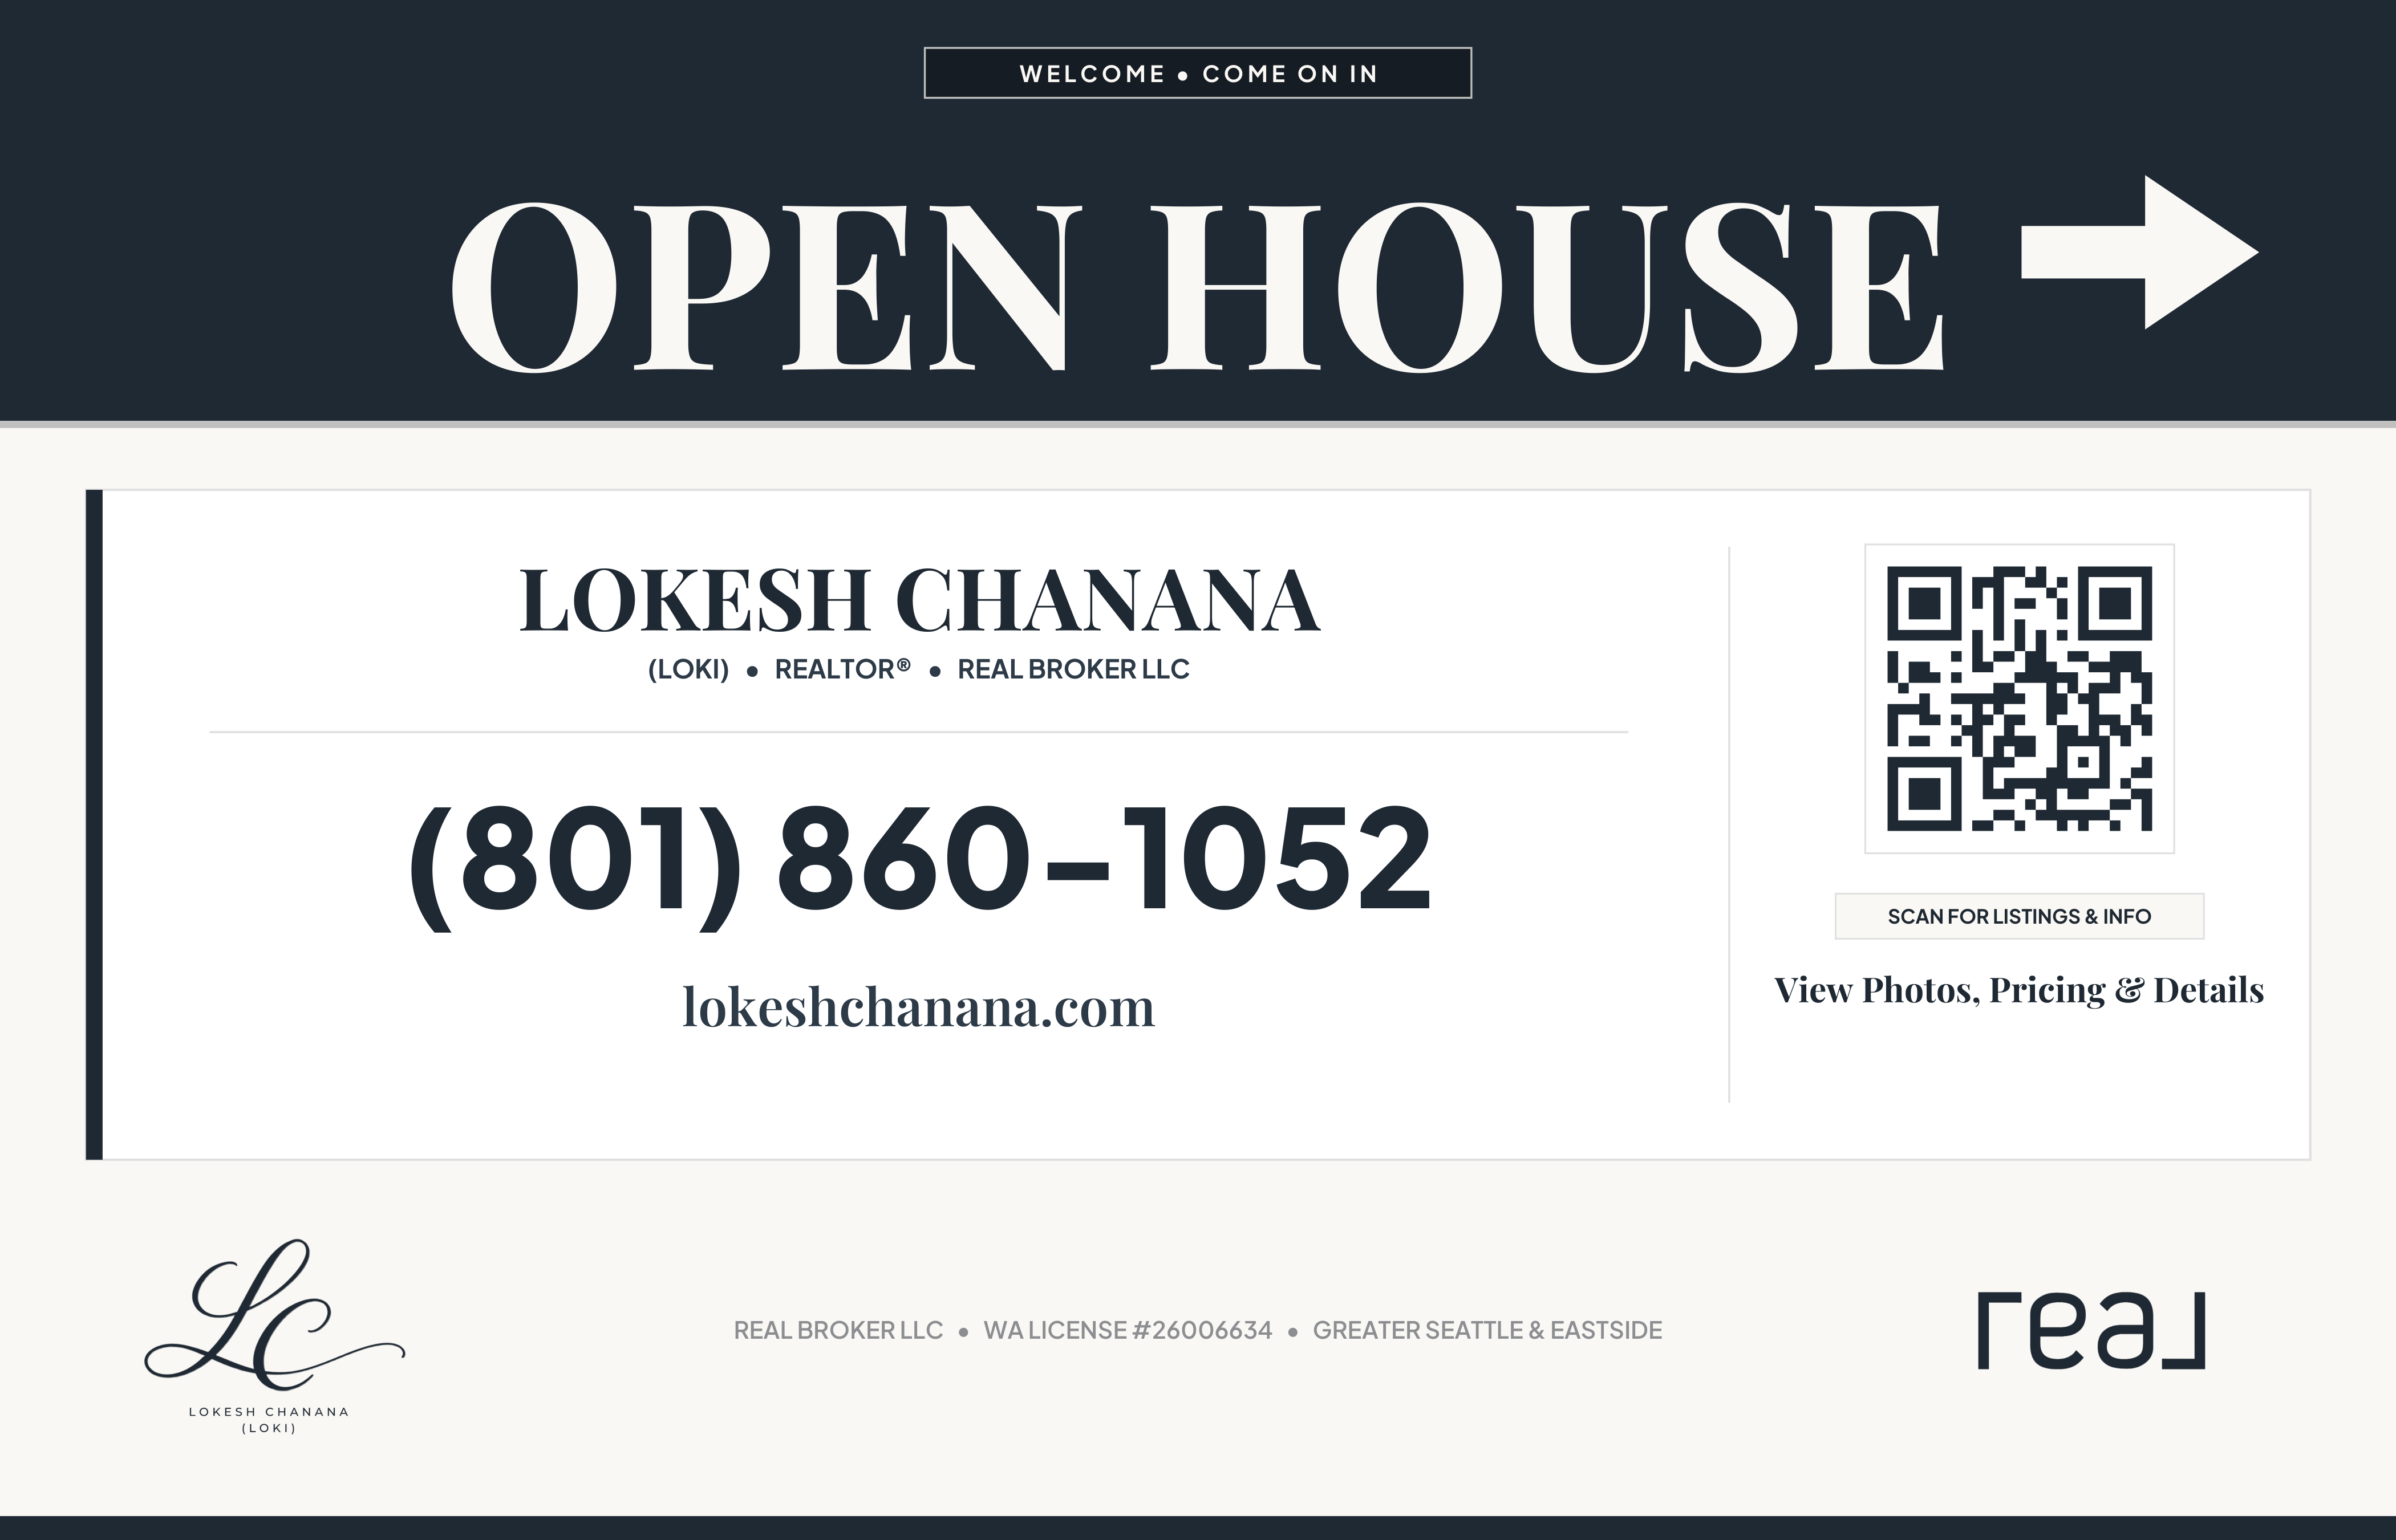 WELCOME • COME ON IN
OPEN HOUSE
LOKESH CHANANA
(LOKI) • REALTOR® • REAL BROKER LLC
(801) 860-1052
lokeshchanana.com
SCAN FOR LISTINGS & INFO
View Photos, Pricing & Details
LC
LOKESH CHANANA
(LOKI)
REAL BROKER LLC • WA LICENSE #26006634 • GREATER SEATTLE & EASTSIDE
real